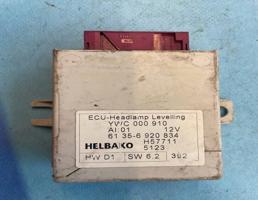 ECU-Headlamp Levelling
YWC 000 910
AI:01 12V
61 35-6 920 834
HELBAKO H57711
5123
HW D1 SW 6.2 392